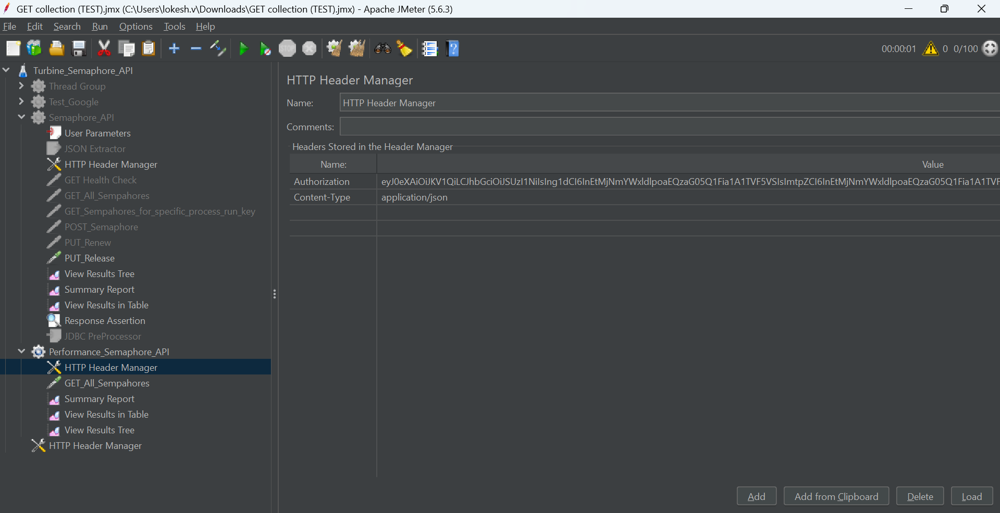 GET collection (TEST).jmx (C:\Users\lokesh.v\Downloads\GET collection (TEST).jmx) - Apache JMeter (5.6.3)
File Edit Search Run Options Tools Help
STOP ? 00:00:01 0 0/100
Turbine_Semaphore_API
Thread Group
Test_Google
Semaphore_API
User Parameters
JSON Extractor
HTTP Header Manager
GET Health Check
GET_All_Sempahores
GET_Sempahores_for_specific_process_run_key
POST_Semaphore
PUT_Renew
PUT_Release
View Results Tree
Summary Report
View Results in Table
Response Assertion
JDBC PreProcessor
Performance_Semaphore_API
HTTP Header Manager
GET_All_Sempahores
Summary Report
View Results in Table
View Results Tree
HTTP Header Manager
HTTP Header Manager
Name: HTTP Header Manager
Comments:
Headers Stored in the Header Manager
Name: Value
Authorization
Content-Type application/json
Add Add from Clipboard Delete Load